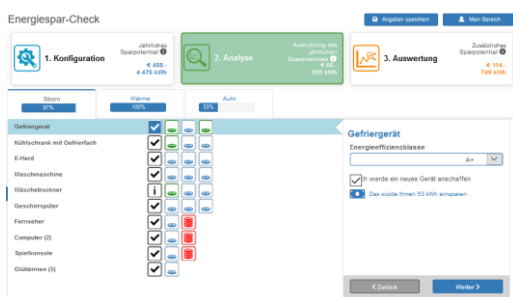 Energiespar-Check
Angaben speichern
Mein Bereich
1. Konfiguration
Jährliches
Sparpotential
€ 488.-
4 476 kWh
2. Analyse
Ausnutzung des
jährlichen
Sparpotentials
€ 66.-
803 kWh
3. Auswertung
Zusätzliches
Sparpotential
€ 114.-
749 kWh
Strom
97%
Wärme
100%
Auto
33%
Gefriergerät
Kühlschrank mit Gefrierfach
E-Herd
Waschmaschine
Wäschetrockner
Geschirrspüler
Fernseher
Computer (2)
Spielkonsole
Glühbirnen (3)
Gefriergerät
Energieeffizienzklasse
A+
Ich werde ein neues Gerät anschaffen
Das würde Ihnen 53 kWh einsparen.
Zurück
Weiter